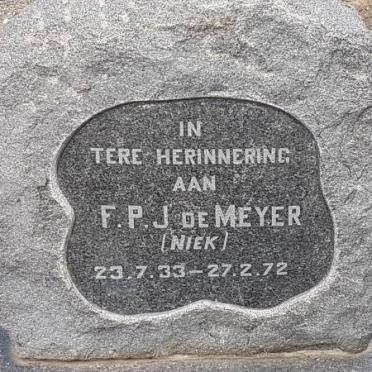 IN
TERE HERINNERING
AAN
F.P.J DE MEYER
(NIEK)
23.7.33-27.2.72